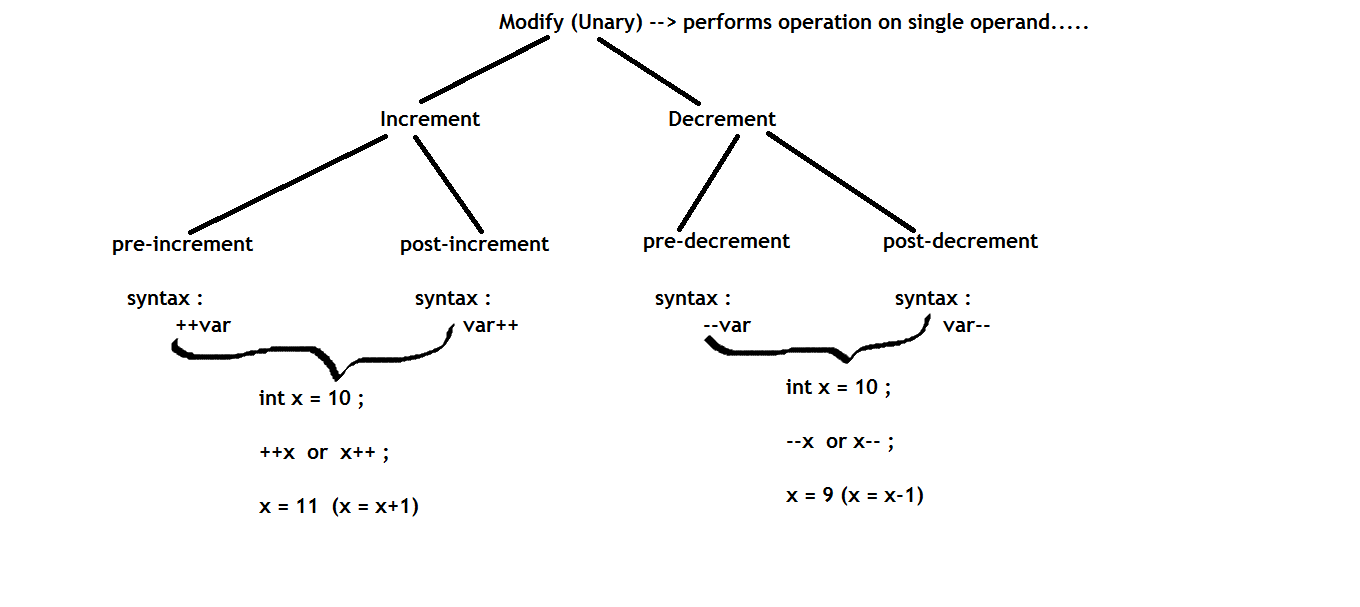 Modify (Unary) --> performs operation on single operand.....
Increment
Decrement
pre-increment
post-increment
pre-decrement
post-decrement
syntax :
++var
syntax :
var++
syntax :
--var
syntax :
var--
int x = 10 ;
++x or x++ ;
x = 11 (x = x+1)
int x = 10 ;
--x or x-- ;
x = 9 (x = x-1)